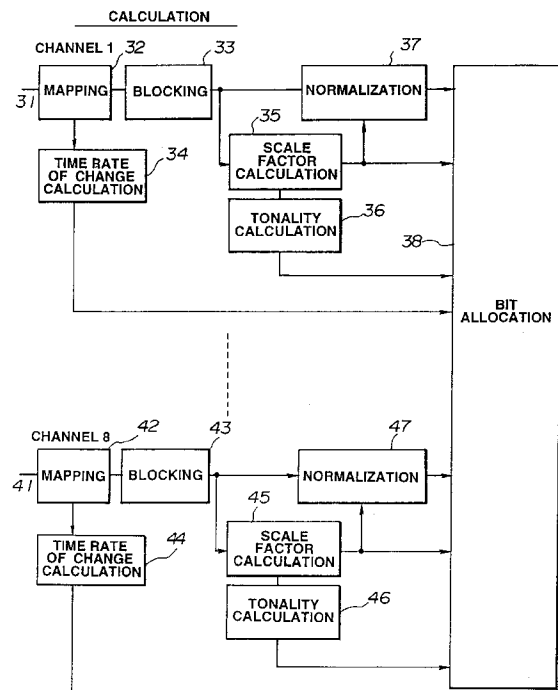 CALCULATION
CHANNEL 1
32
33
37
31
MAPPING
BLOCKING
NORMALIZATION
34
35
TIME RATE
OF CHANGE
CALCULATION
SCALE
FACTOR
CALCULATION
36
TONALITY
CALCULATION
38
BIT
ALLOCATION
CHANNEL 8
42
43
47
41
MAPPING
BLOCKING
NORMALIZATION
44
45
TIME RATE
OF CHANGE
CALCULATION
SCALE
FACTOR
CALCULATION
46
TONALITY
CALCULATION